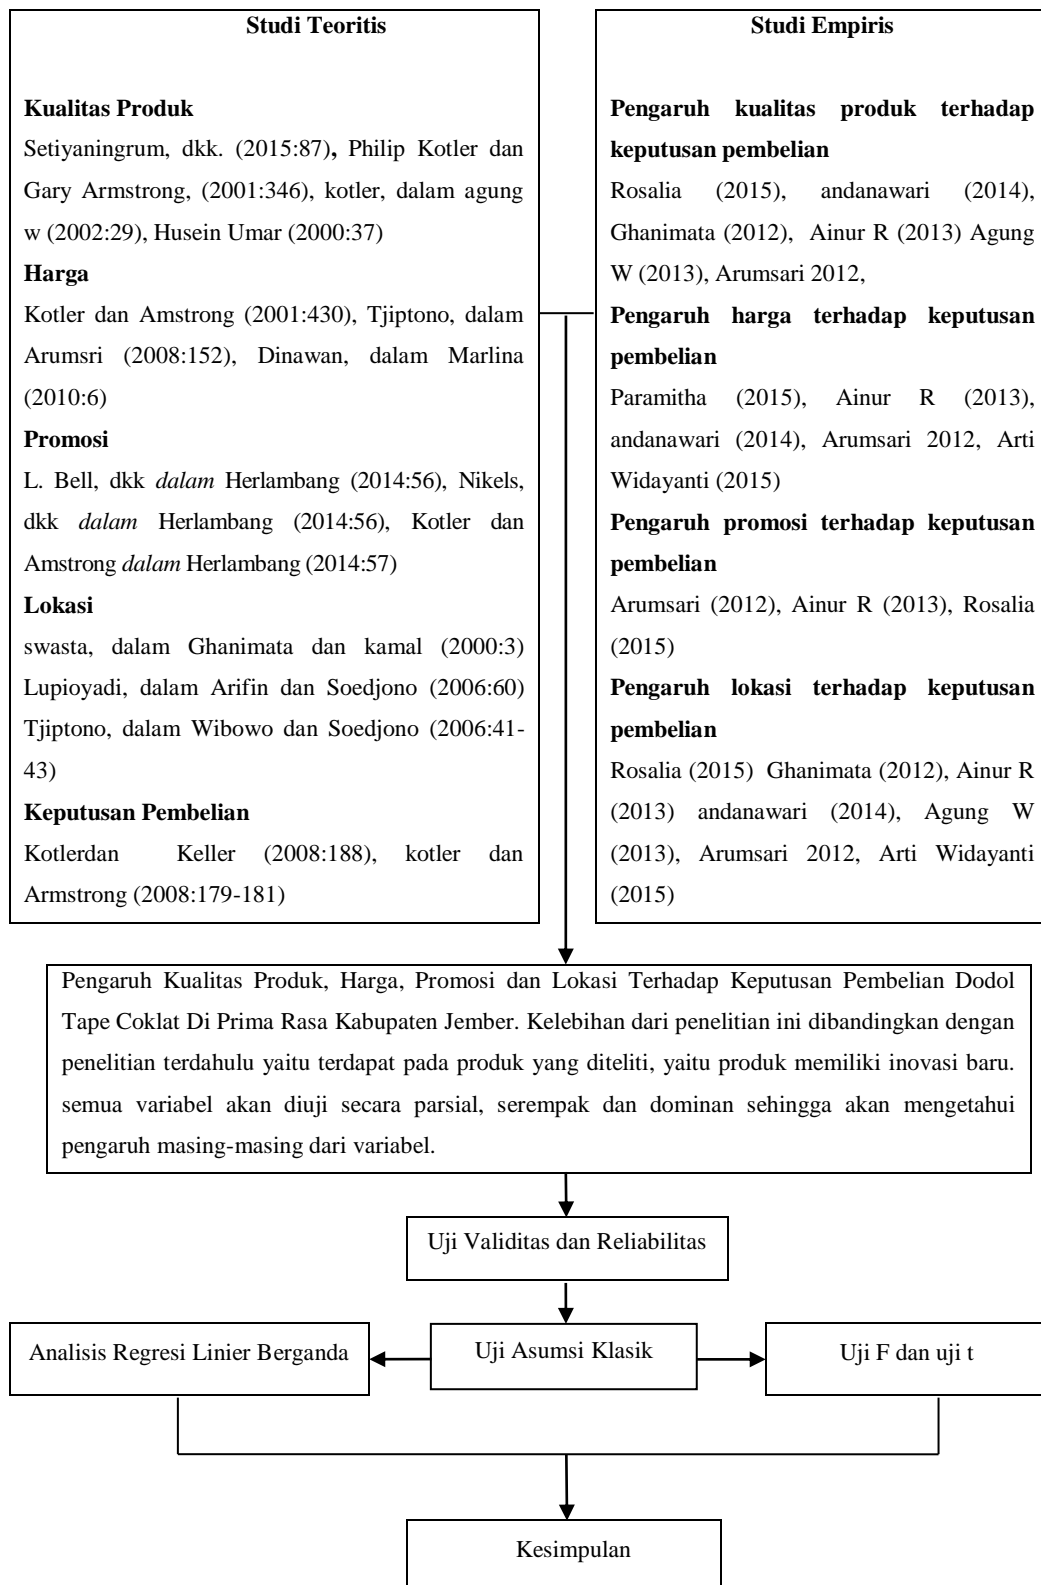 Studi Teoritis
Kualitas Produk
Setiyaningrum, dkk. (2015:87), Philip Kotler dan
Gary Armstrong, (2001:346), kotler, dalam agung
w (2002:29), Husein Umar (2000:37)
Harga
Kotler dan Amstrong (2001:430), Tjiptono, dalam
Arumsri (2008:152), Dinawan, dalam Marlina
(2010:6)
Promosi
L. Bell, dkk dalam Herlambang (2014:56), Nikels,
dkk dalam Herlambang (2014:56), Kotler dan
Amstrong dalam Herlambang (2014:57)
Lokasi
swasta, dalam Ghanimata dan kamal (2000:3)
Lupioyadi, dalam Arifin dan Soedjono (2006:60)
Tjiptono, dalam Wibowo dan Soedjono (2006:41-
43)
Keputusan Pembelian
Kotlerdan Keller (2008:188), kotler dan
Armstrong (2008:179-181)
Studi Empiris
Pengaruh kualitas produk terhadap
keputusan pembelian
Rosalia (2015), andanawari (2014),
Ghanimata (2012), Ainur R (2013) Agung
W (2013), Arumsari 2012,
Pengaruh harga terhadap keputusan
pembelian
Paramitha (2015), Ainur R (2013),
andanawari (2014), Arumsari 2012, Arti
Widayanti (2015)
Pengaruh promosi terhadap keputusan
pembelian
Arumsari (2012), Ainur R (2013), Rosalia
(2015)
Pengaruh lokasi terhadap keputusan
pembelian
Rosalia (2015) Ghanimata (2012), Ainur R
(2013) andanawari (2014), Agung W
(2013), Arumsari 2012, Arti Widayanti
(2015)
Pengaruh Kualitas Produk, Harga, Promosi dan Lokasi Terhadap Keputusan Pembelian Dodol
Tape Coklat Di Prima Rasa Kabupaten Jember. Kelebihan dari penelitian ini dibandingkan dengan
penelitian terdahulu yaitu terdapat pada produk yang diteliti, yaitu produk memiliki inovasi baru.
semua variabel akan diuji secara parsial, serempak dan dominan sehingga akan mengetahui
pengaruh masing-masing dari variabel.
Uji Validitas dan Reliabilitas
Analisis Regresi Linier Berganda
Uji Asumsi Klasik
Uji F dan uji t
Kesimpulan